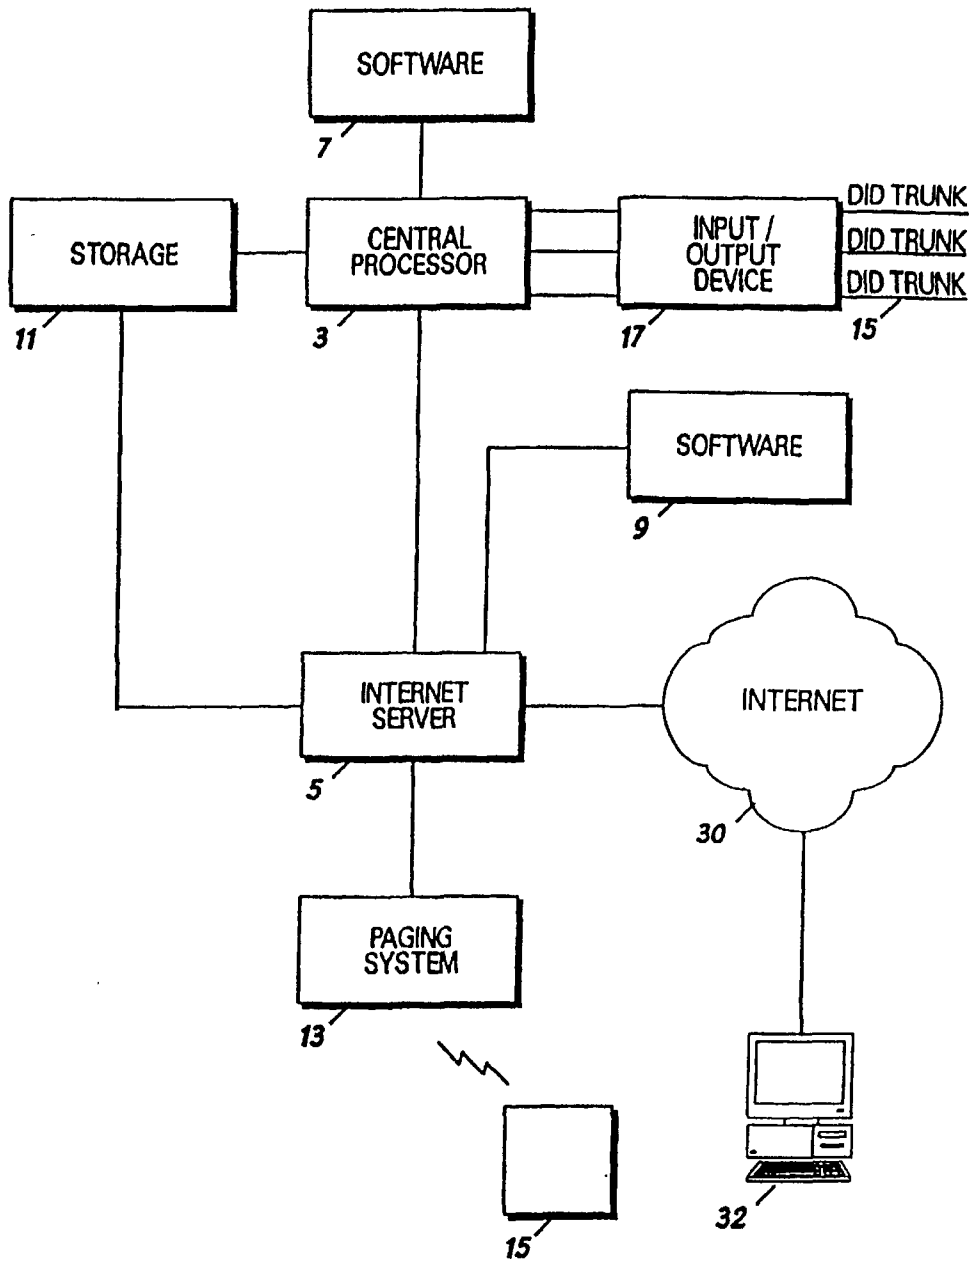 SOFTWARE
7
STORAGE
11
CENTRAL
PROCESSOR
3
INPUT /
OUTPUT
DEVICE
17
DID TRUNK
DID TRUNK
DID TRUNK
15
SOFTWARE
9
INTERNET
SERVER
5
INTERNET
30
PAGING
SYSTEM
13
15
32